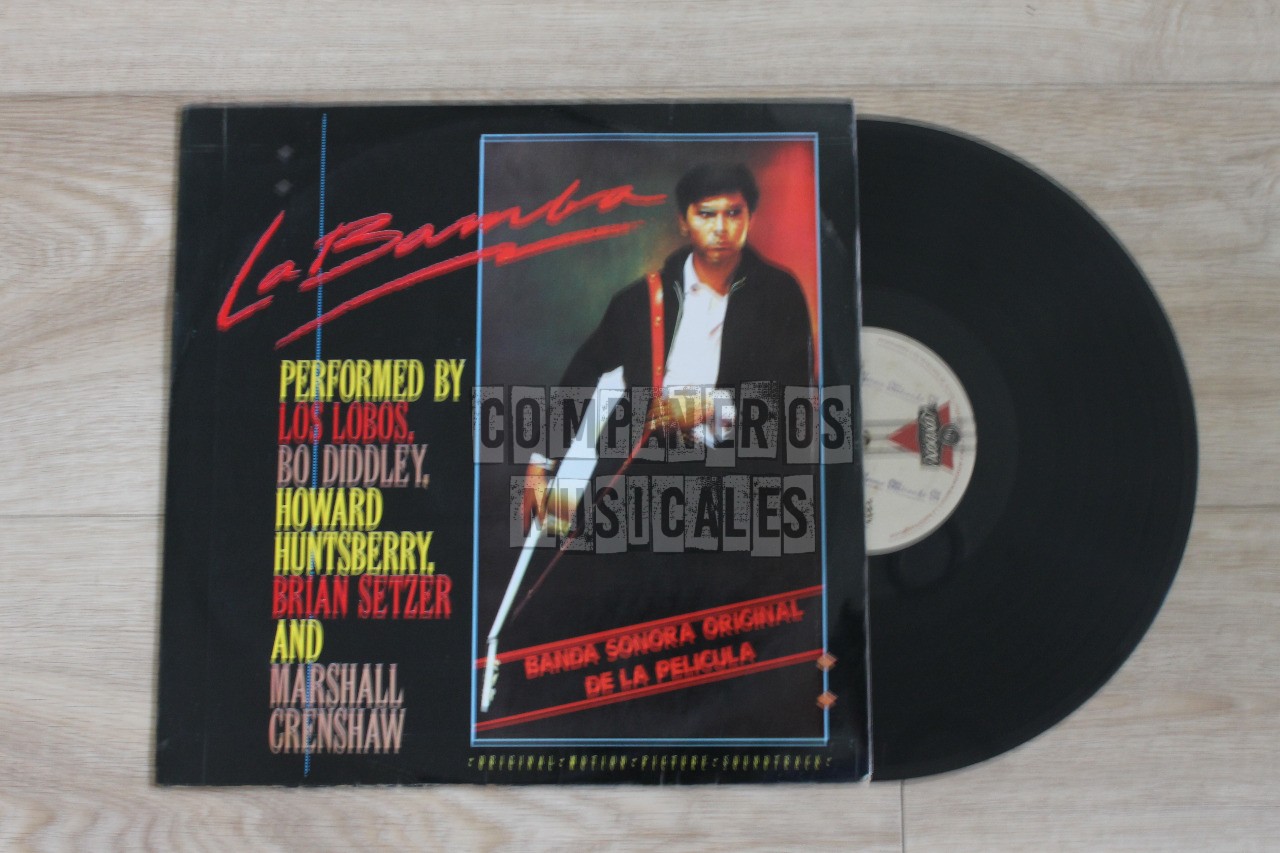 La Bamba
PERFORMED BY
LOS LOBOS,
BO DIDDLEY,
HOWARD
HUNTSBERRY,
BRIAN SETZER
AND
MARSHALL
CRENSHAW
COMPAÑEROS
MUSICALES
BANDA SONORA ORIGINAL
DE LA PELICULA
ORIGINAL MOTION PICTURE SOUNDTRACK